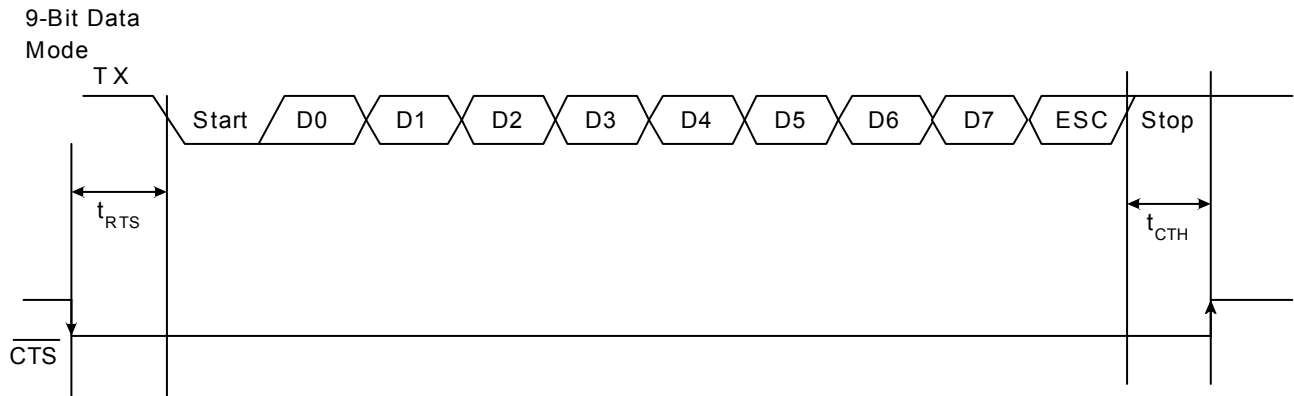 9-Bit Data
Mode
TX
Start D0 D1 D2 D3 D4 D5 D6 D7 ESC Stop
tRTS
tCTH
CTS